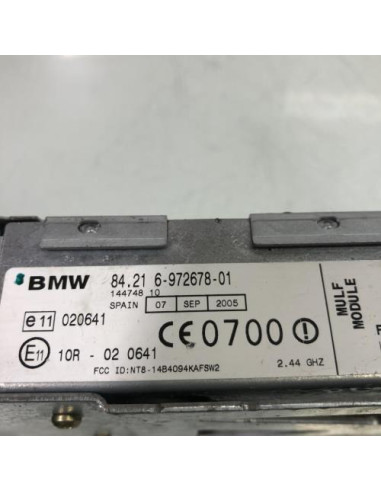 BMW 84.21 6-972678-01
144748 10
SPAIN 07 SEP 2005
e11 020641
CE0700
E11 10R - 02 0641
FCC ID:NT8-14B4094KAFSW2 2.44 GHZ
MULF
MODULE